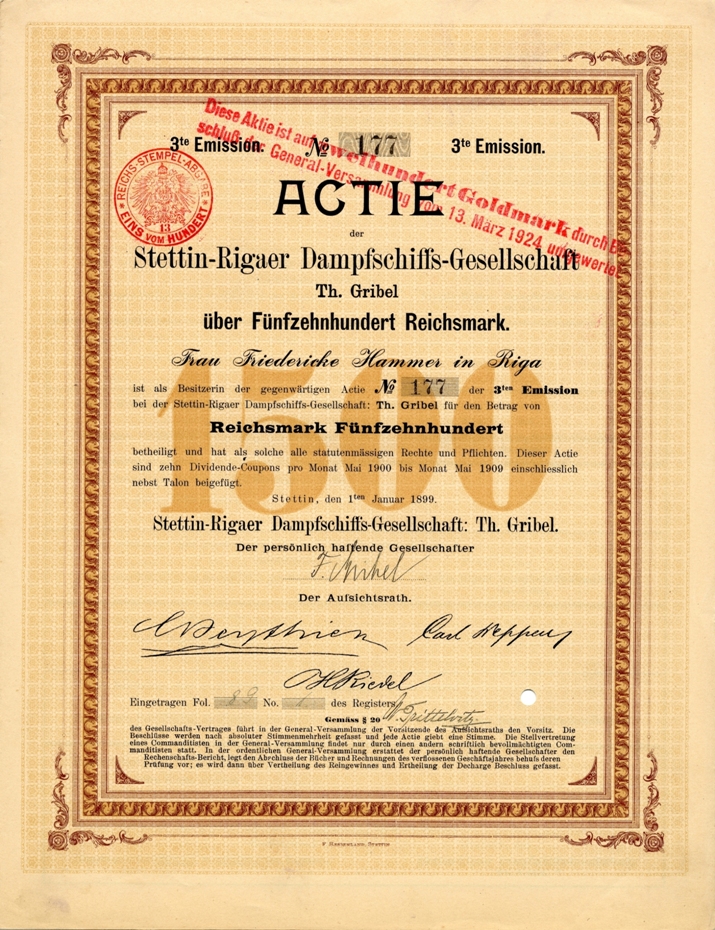 3te Emission. № 177 3te Emission.
Diese Aktie ist auf Zweihundert Goldmark durch Be-
schluß der General-Versammlung vom 13. März 1924 umgewertet
REICHS-STEMPEL-ABGABE
13
EINS VOM HUNDERT
ACTIE
der
Stettin-Rigaer Dampfschiffs-Gesellschaft
Th. Gribel
über Fünfzehnhundert Reichsmark.
1500
Frau Friedericke Hammer in Riga
ist als Besitzerin der gegenwärtigen Actie № 177 der 3ten Emission
bei der Stettin-Rigaer Dampfschiffs-Gesellschaft: Th. Gribel für den Betrag von
Reichsmark Fünfzehnhundert
betheiligt und hat als solche alle statutenmässigen Rechte und Pflichten. Dieser Actie
sind zehn Dividende-Coupons pro Monat Mai 1900 bis Monat Mai 1909 einschliesslich
nebst Talon beigefügt.
Stettin, den 1ten Januar 1899.
Stettin-Rigaer Dampfschiffs-Gesellschaft: Th. Gribel.
Der persönlich haftende Gesellschafter
Der Aufsichtsrath.
HRiedel
Eingetragen Fol. 89 No. des Registers
Gemäss § 20
des Gesellschafts-Vertrages führt in der General-Versammlung der Vorsitzende des Aufsichtsraths den Vorsitz. Die
Beschlüsse werden nach absoluter Stimmenmehrheit gefasst und jede Actie giebt eine Stimme. Die Stellvertretung
eines Commanditisten in der General-Versammlung findet nur durch einen andern schriftlich bevollmächtigten Com-
manditisten statt. In der ordentlichen General-Versammlung erstattet der persönlich haftende Gesellschafter den
Rechenschafts-Bericht, legt den Abschluss der Bücher und Rechnungen des verflossenen Geschäftsjahres behufs deren
Prüfung vor; es wird dann über Vertheilung des Reingewinnes und Ertheilung der Decharge Beschluss gefasst.